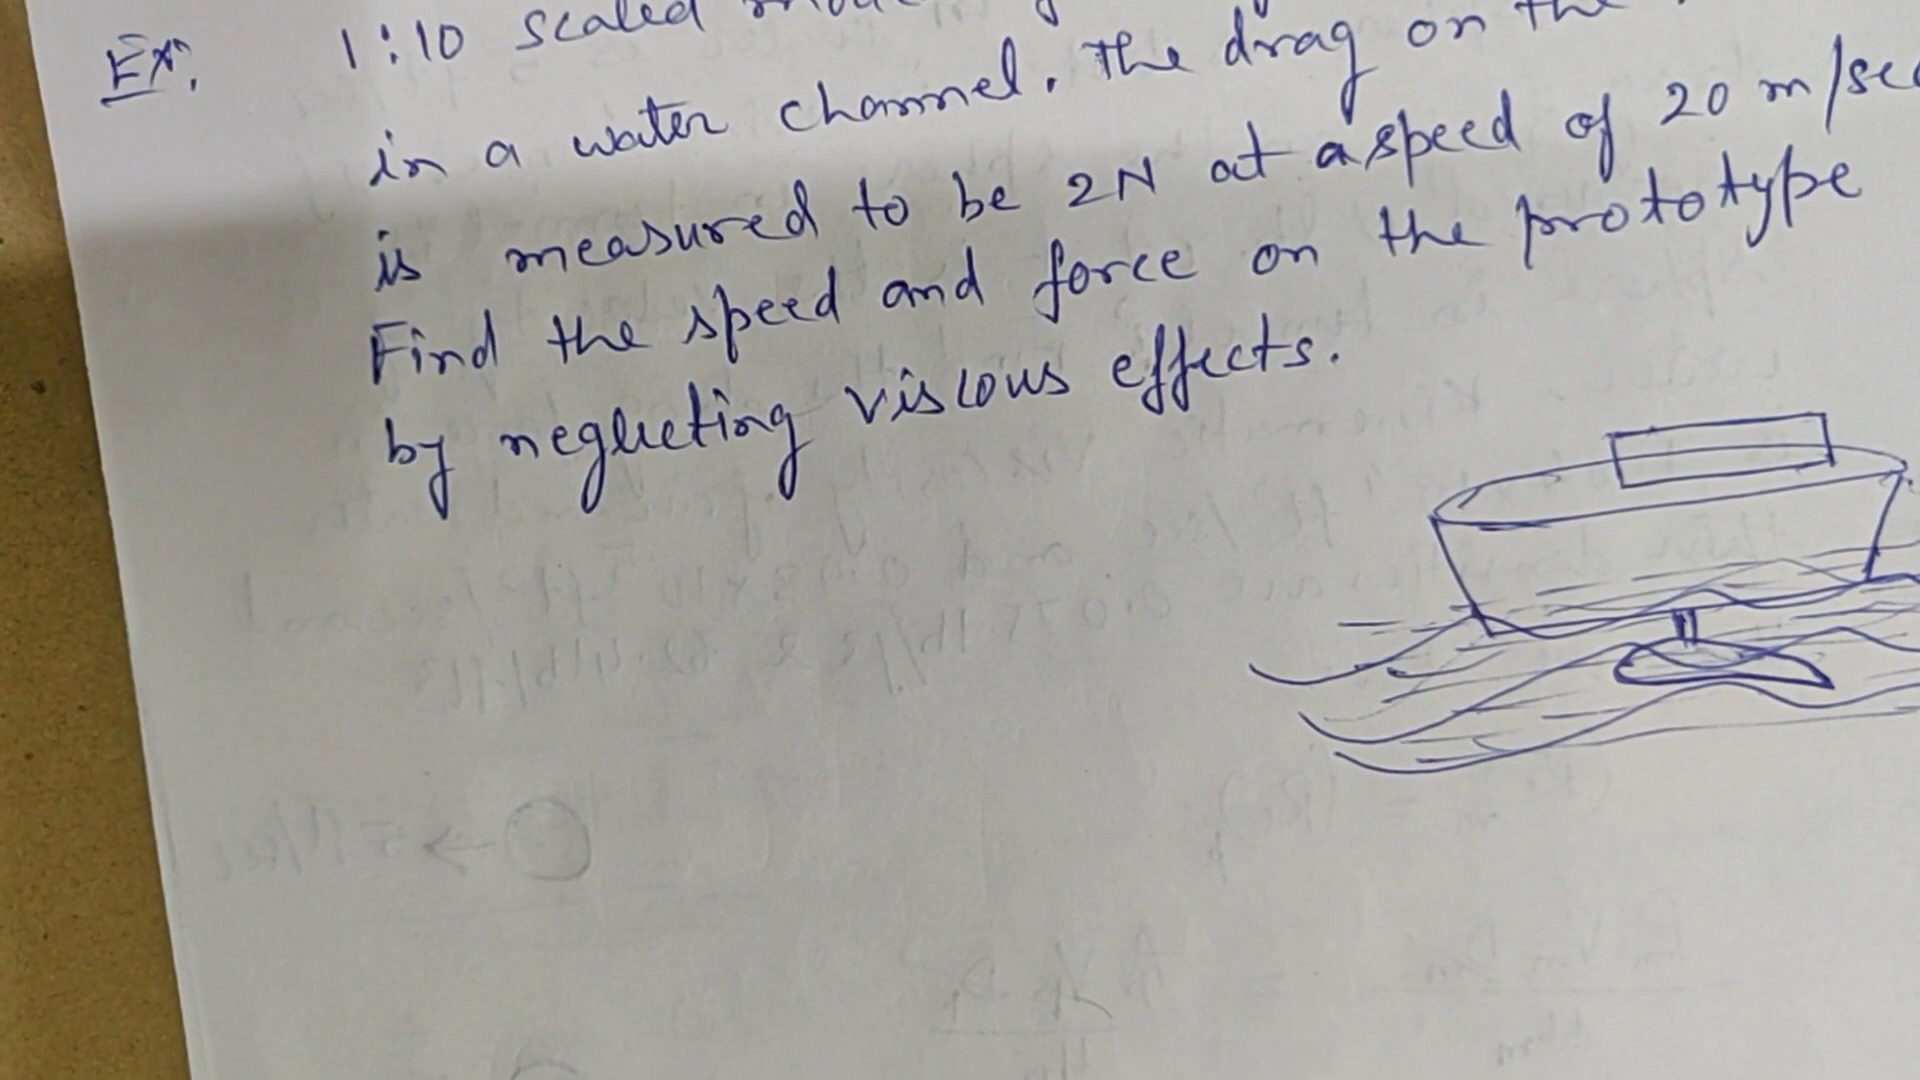 Ex. 1:10 scaled
in a water channel. The drag on the
is measured to be 2N at a speed of 20 m/sec
Find the speed and force on the prototype
by neglecting viscous effects.